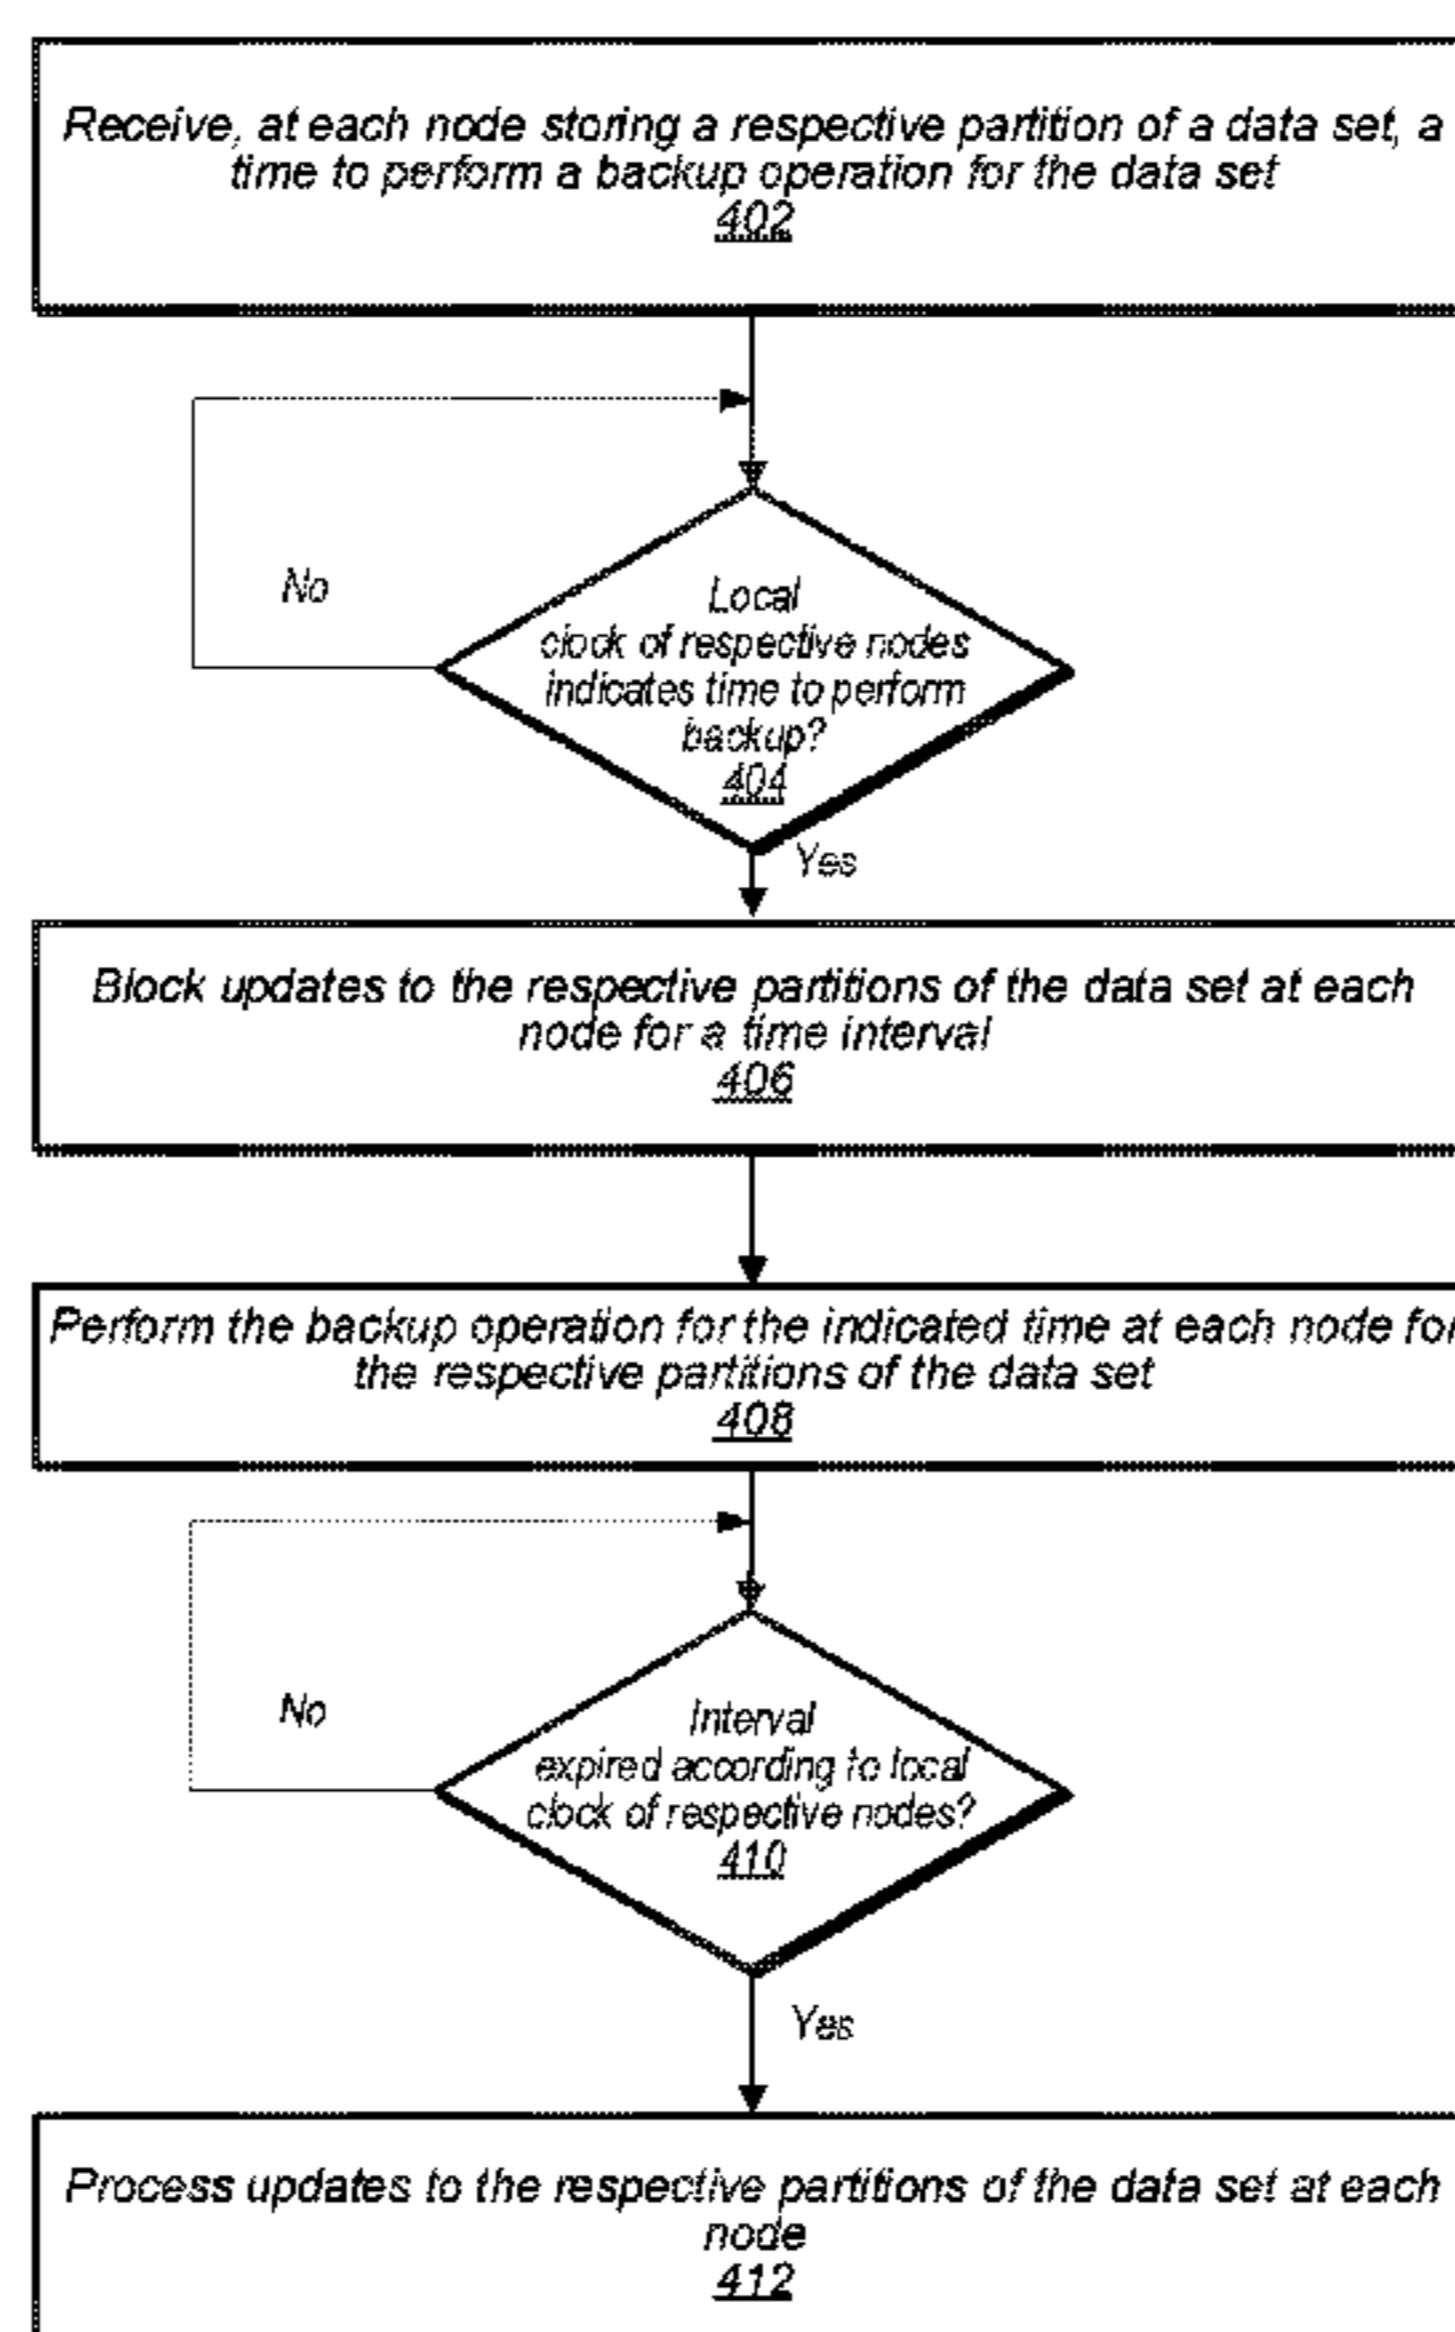 Receive, at each node storing a respective partition of a data set, a
time to perform a backup operation for the data set
402
No
Local
clock of respective nodes
indicates time to perform
backup?
404
Yes
Block updates to the respective partitions of the data set at each
node for a time interval
406
Perform the backup operation for the indicated time at each node for
the respective partitions of the data set
408
No
Interval
expired according to local
clock of respective nodes?
410
Yes
Process updates to the respective partitions of the data set at each
node
412